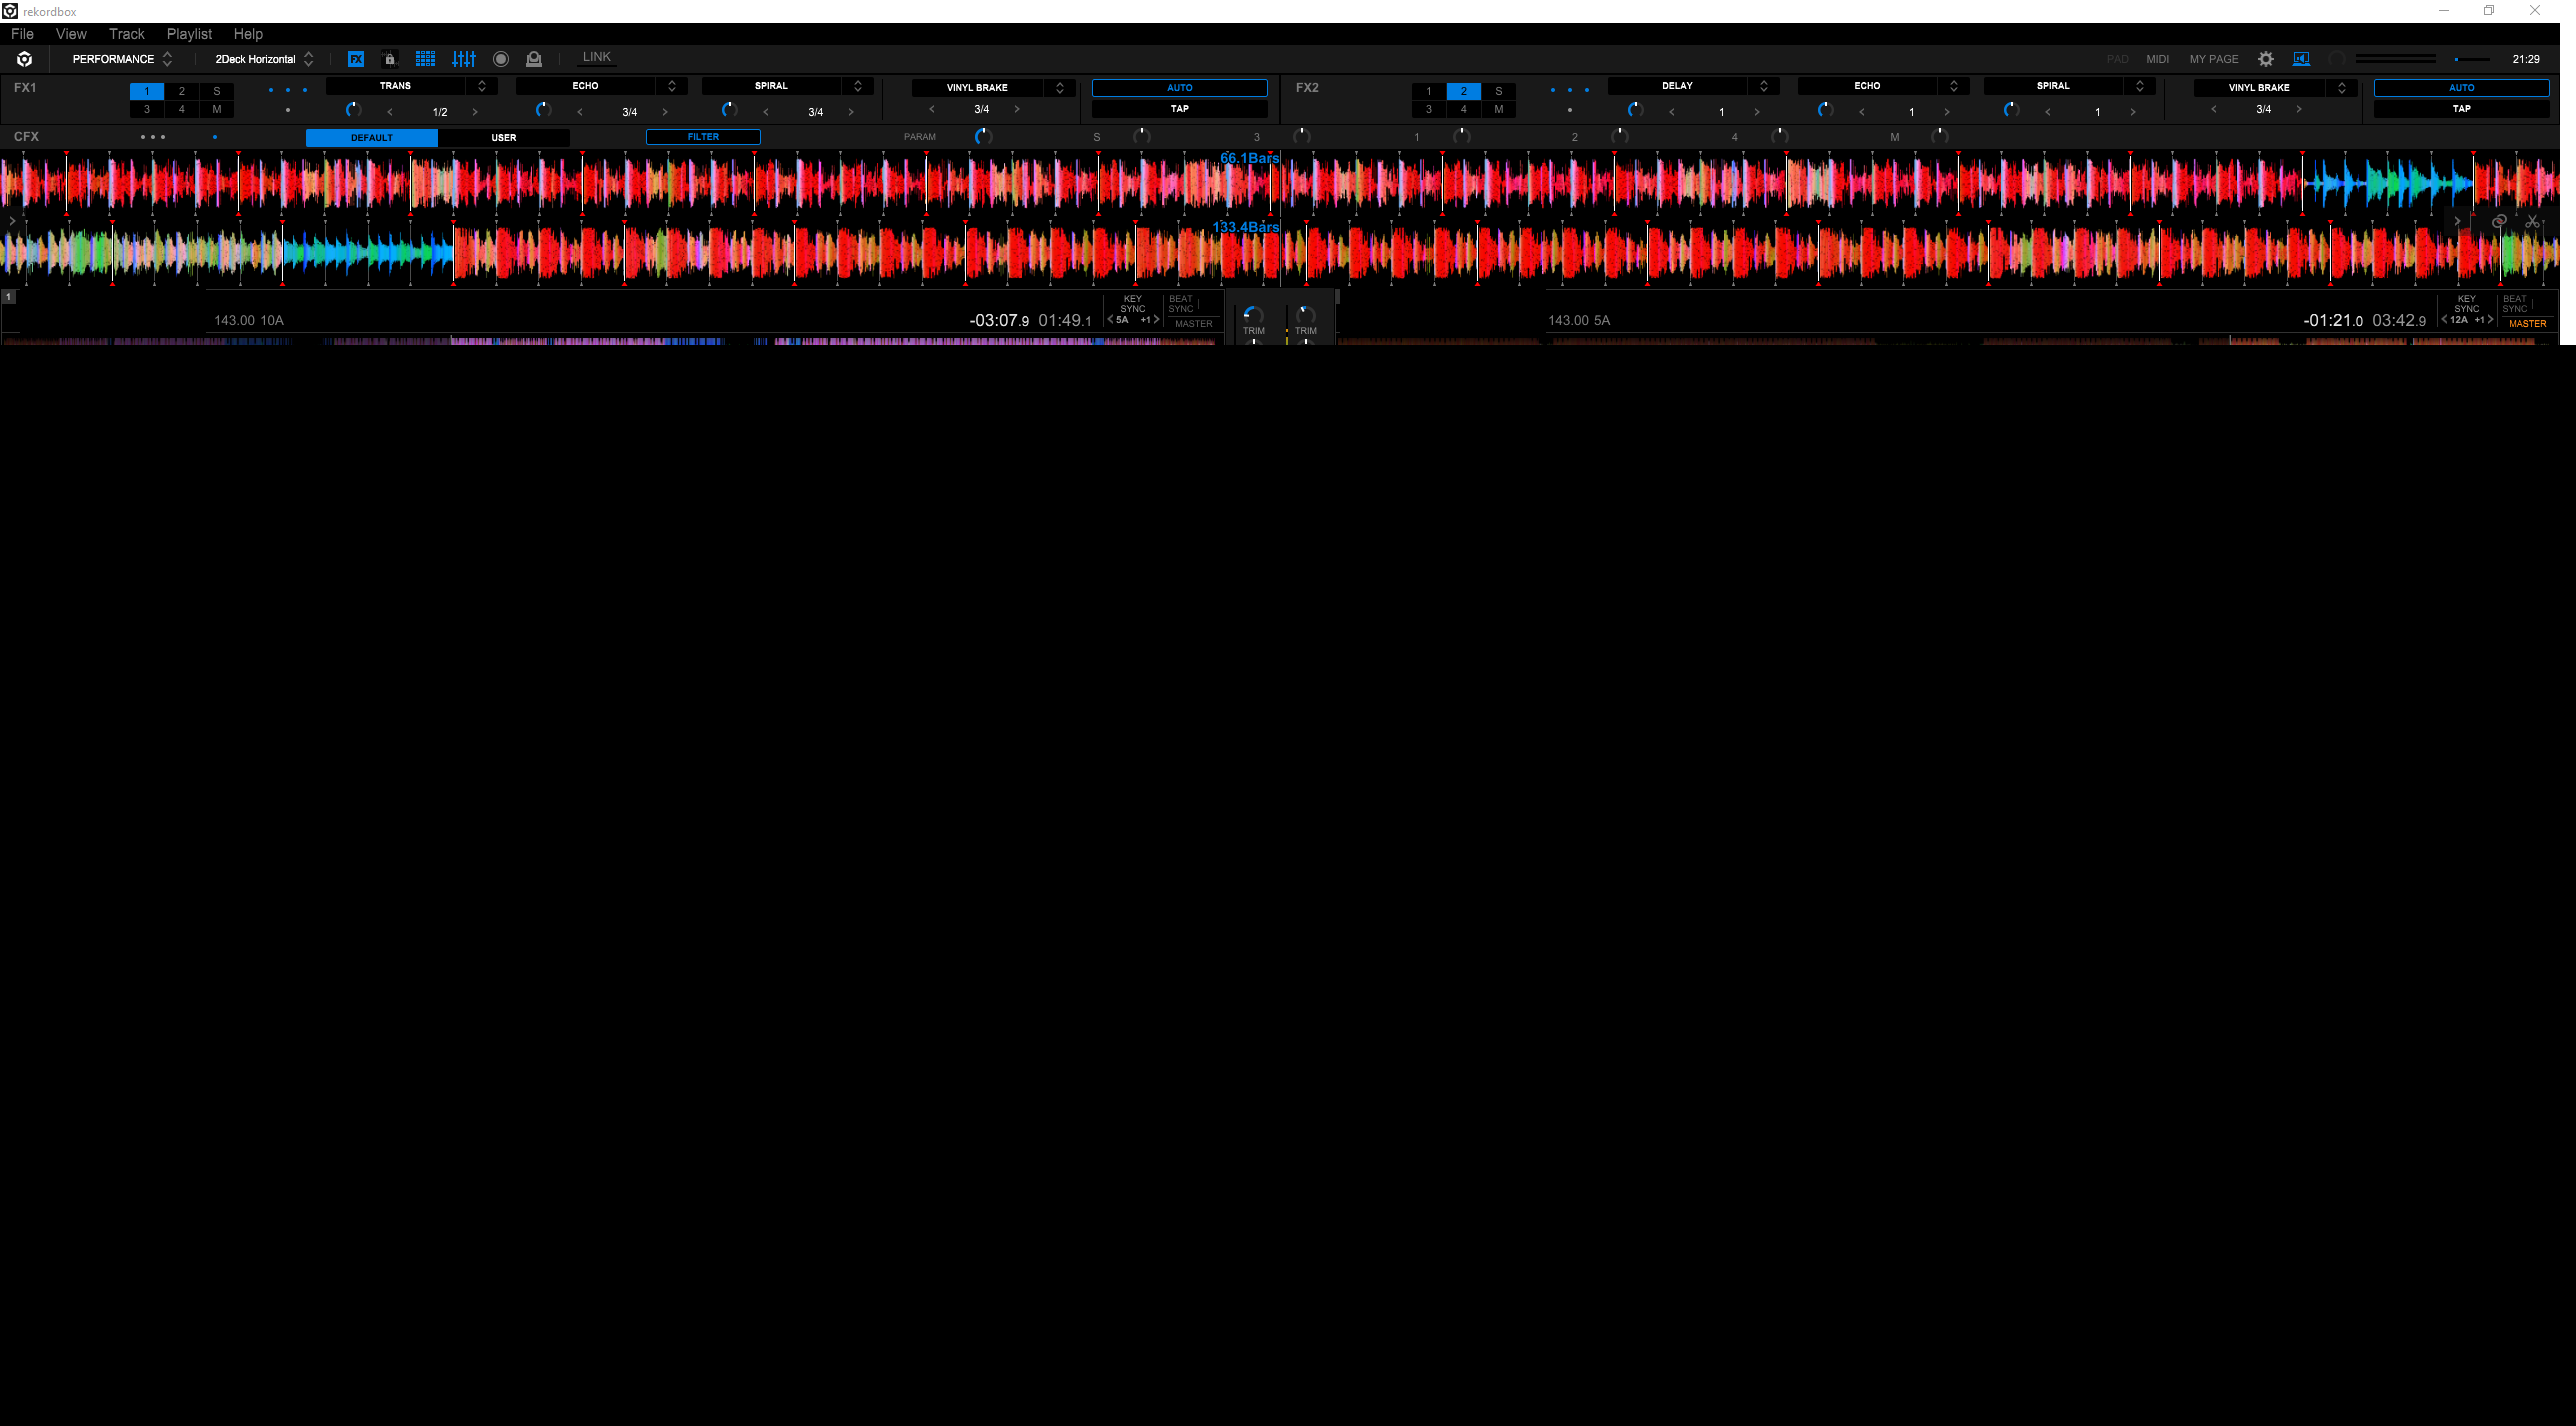 rekordbox
File View Track Playlist Help
PERFORMANCE 2Deck Horizontal FX LINK PAD MIDI MY PAGE 21:29
FX1 1 2 S TRANS ECHO SPIRAL VINYL BRAKE AUTO
3 4 M 1/2 3/4 3/4 3/4 TAP
FX2 1 2 S DELAY ECHO SPIRAL VINYL BRAKE AUTO
3 4 M 1 1 1 3/4 TAP
CFX DEFAULT USER FILTER PARAM S 3 1 2 4 M
66.1Bars
133.4Bars
1
143.00 10A -03:07.9 01:49.1
KEY SYNC
< 5A +1 >
BEAT SYNC
MASTER
TRIM TRIM
143.00 5A -01:21.0 03:42.9
KEY SYNC
< 12A +1 >
BEAT SYNC
MASTER